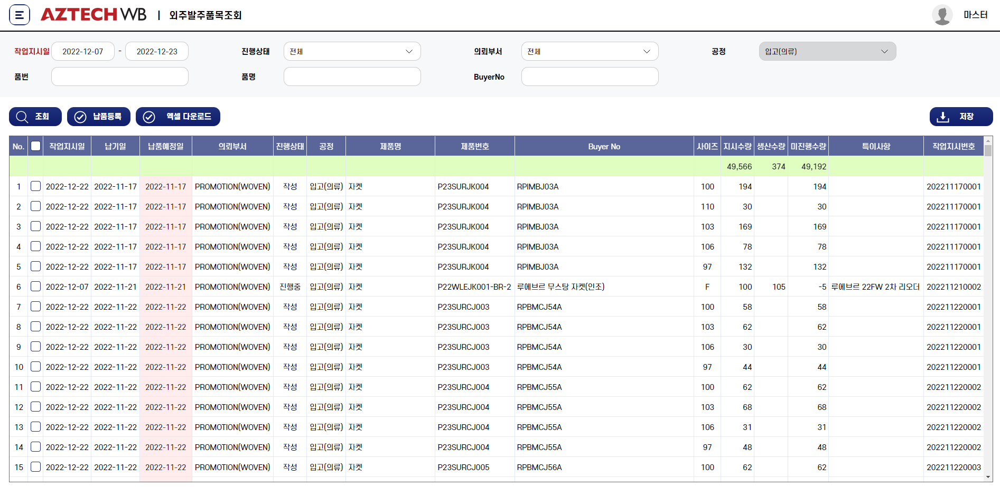 AZTECH WB | 외주발주품목조회 마스터
작업지시일 2022-12-07 - 2022-12-23 진행상태 전체 의뢰부서 전체 공정 입고(의류)
품번 품명 BuyerNo
조회 납품등록 엑셀 다운로드 저장
No. 작업지시일 납기일 납품예정일 의뢰부서 진행상태 공정 제품명 제품번호 Buyer No 사이즈 지시수량 생산수량 미진행수량 특이사항 작업지시번호
49,566 374 49,192
1 2022-12-22 2022-11-17 2022-11-17 PROMOTION(WOVEN) 작성 입고(의류) 자켓 P23SURJK004 RPIMBJ03A 100 194 194 202211170001
2 2022-12-22 2022-11-17 2022-11-17 PROMOTION(WOVEN) 작성 입고(의류) 자켓 P23SURJK004 RPIMBJ03A 110 30 30 202211170001
3 2022-12-22 2022-11-17 2022-11-17 PROMOTION(WOVEN) 작성 입고(의류) 자켓 P23SURJK004 RPIMBJ03A 103 169 169 202211170001
4 2022-12-22 2022-11-17 2022-11-17 PROMOTION(WOVEN) 작성 입고(의류) 자켓 P23SURJK004 RPIMBJ03A 106 78 78 202211170001
5 2022-12-22 2022-11-17 2022-11-17 PROMOTION(WOVEN) 작성 입고(의류) 자켓 P23SURJK004 RPIMBJ03A 97 132 132 202211170001
6 2022-12-07 2022-11-21 2022-11-21 PROMOTION(WOVEN) 진행중 입고(의류) 자켓 P22WLEJK001-BR-2 루에브르 무스탕 자켓(인조) F 100 105 -5 루에브르 22FW 2차 리오더 202211210002
7 2022-12-22 2022-11-22 2022-11-22 PROMOTION(WOVEN) 작성 입고(의류) 자켓 P23SURCJ003 RPBMCJ54A 100 58 58 202211220001
8 2022-12-22 2022-11-22 2022-11-22 PROMOTION(WOVEN) 작성 입고(의류) 자켓 P23SURCJ003 RPBMCJ54A 103 62 62 202211220001
9 2022-12-22 2022-11-22 2022-11-22 PROMOTION(WOVEN) 작성 입고(의류) 자켓 P23SURCJ003 RPBMCJ54A 106 30 30 202211220001
10 2022-12-22 2022-11-22 2022-11-22 PROMOTION(WOVEN) 작성 입고(의류) 자켓 P23SURCJ003 RPBMCJ54A 97 44 44 202211220001
11 2022-12-22 2022-11-22 2022-11-22 PROMOTION(WOVEN) 작성 입고(의류) 자켓 P23SURCJ004 RPBMCJ55A 100 62 62 202211220002
12 2022-12-22 2022-11-22 2022-11-22 PROMOTION(WOVEN) 작성 입고(의류) 자켓 P23SURCJ004 RPBMCJ55A 103 68 68 202211220002
13 2022-12-22 2022-11-22 2022-11-22 PROMOTION(WOVEN) 작성 입고(의류) 자켓 P23SURCJ004 RPBMCJ55A 106 31 31 202211220002
14 2022-12-22 2022-11-22 2022-11-22 PROMOTION(WOVEN) 작성 입고(의류) 자켓 P23SURCJ004 RPBMCJ55A 97 48 48 202211220002
15 2022-12-22 2022-11-22 2022-11-22 PROMOTION(WOVEN) 작성 입고(의류) 자켓 P23SURCJ005 RPBMCJ56A 100 62 62 202211220003